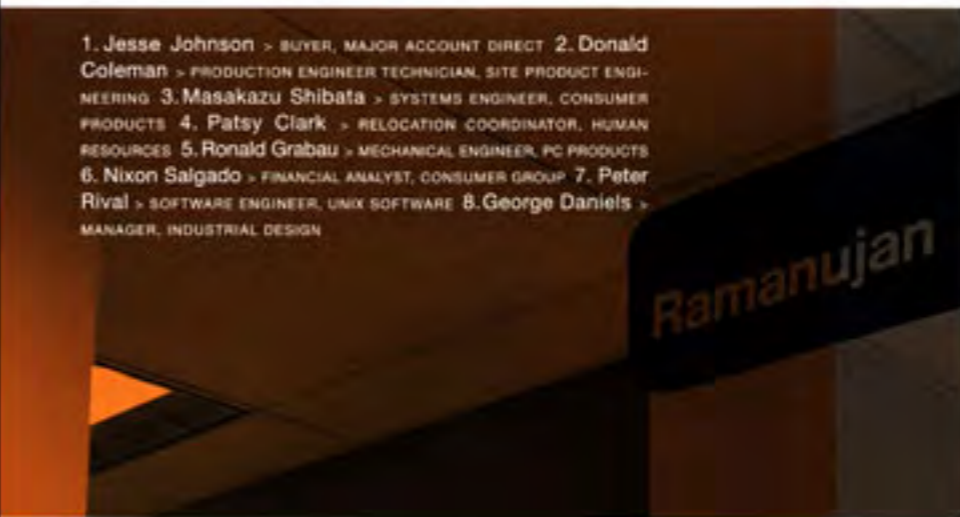 1. Jesse Johnson > BUYER, MAJOR ACCOUNT DIRECT 2. Donald
Coleman > PRODUCTION ENGINEER TECHNICIAN, SITE PRODUCT ENGI-
NEERING 3. Masakazu Shibata > SYSTEMS ENGINEER, CONSUMER
PRODUCTS 4. Patsy Clark > RELOCATION COORDINATOR, HUMAN
RESOURCES 5. Ronald Grabau > MECHANICAL ENGINEER, PC PRODUCTS
6. Nixon Salgado > FINANCIAL ANALYST, CONSUMER GROUP 7. Peter
Rival > SOFTWARE ENGINEER, UNIX SOFTWARE 8. George Daniels >
MANAGER, INDUSTRIAL DESIGN
Ramanujan